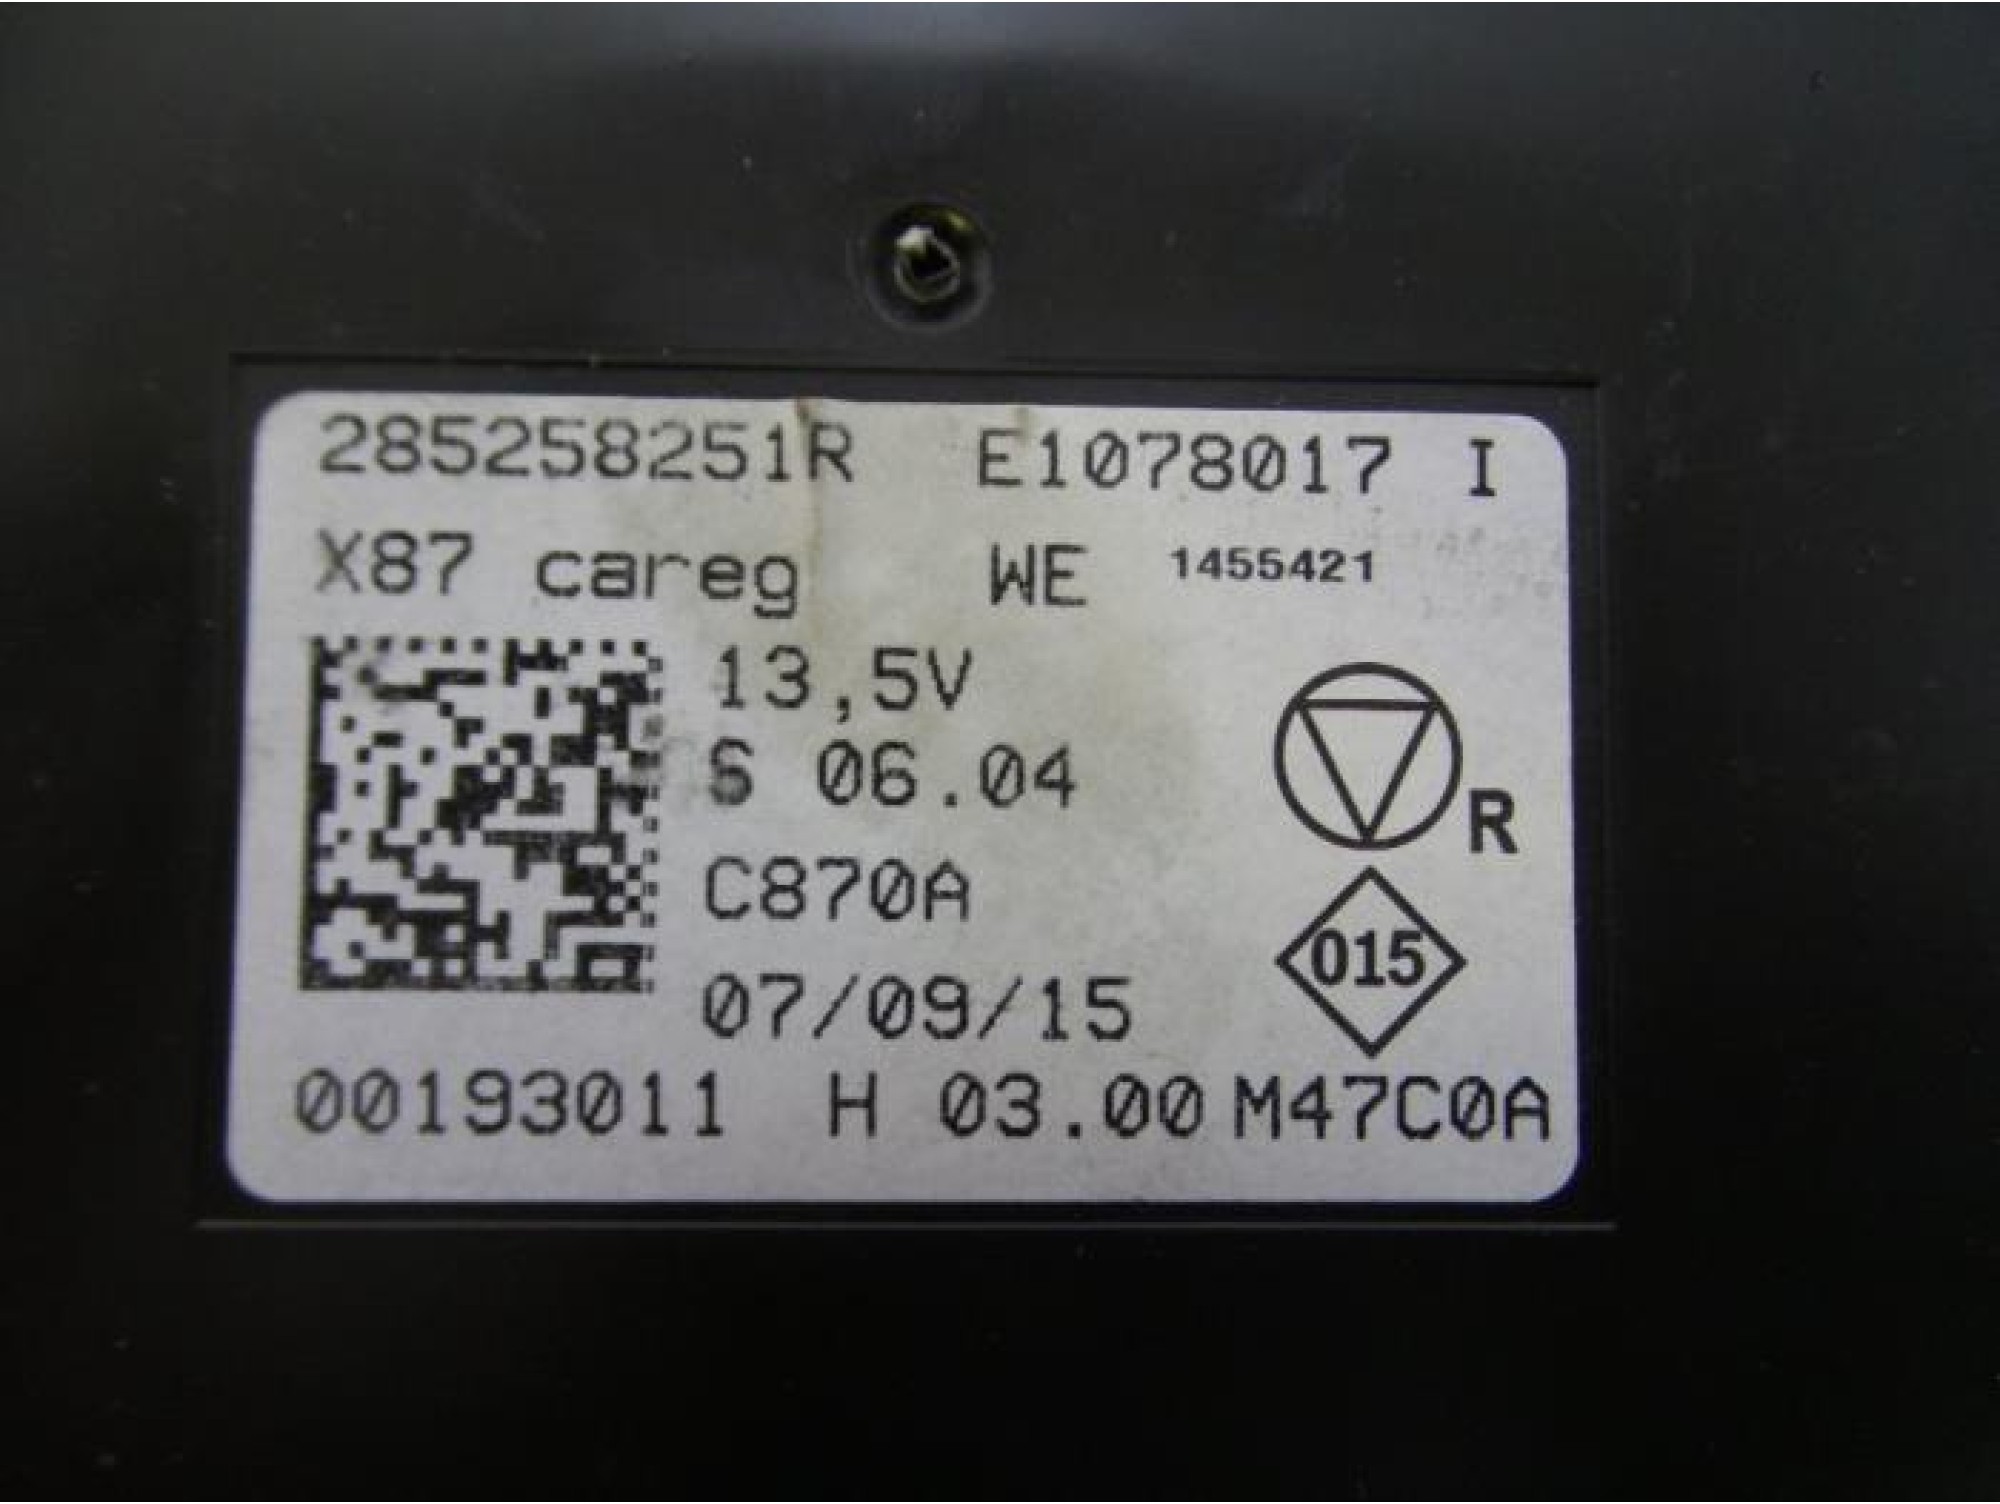 285258251R E1078017 I
X87 careg WE 1455421
13,5V
S 06.04
R
C870A
015
07/09/15
00193011 H 03.00 M47C0A